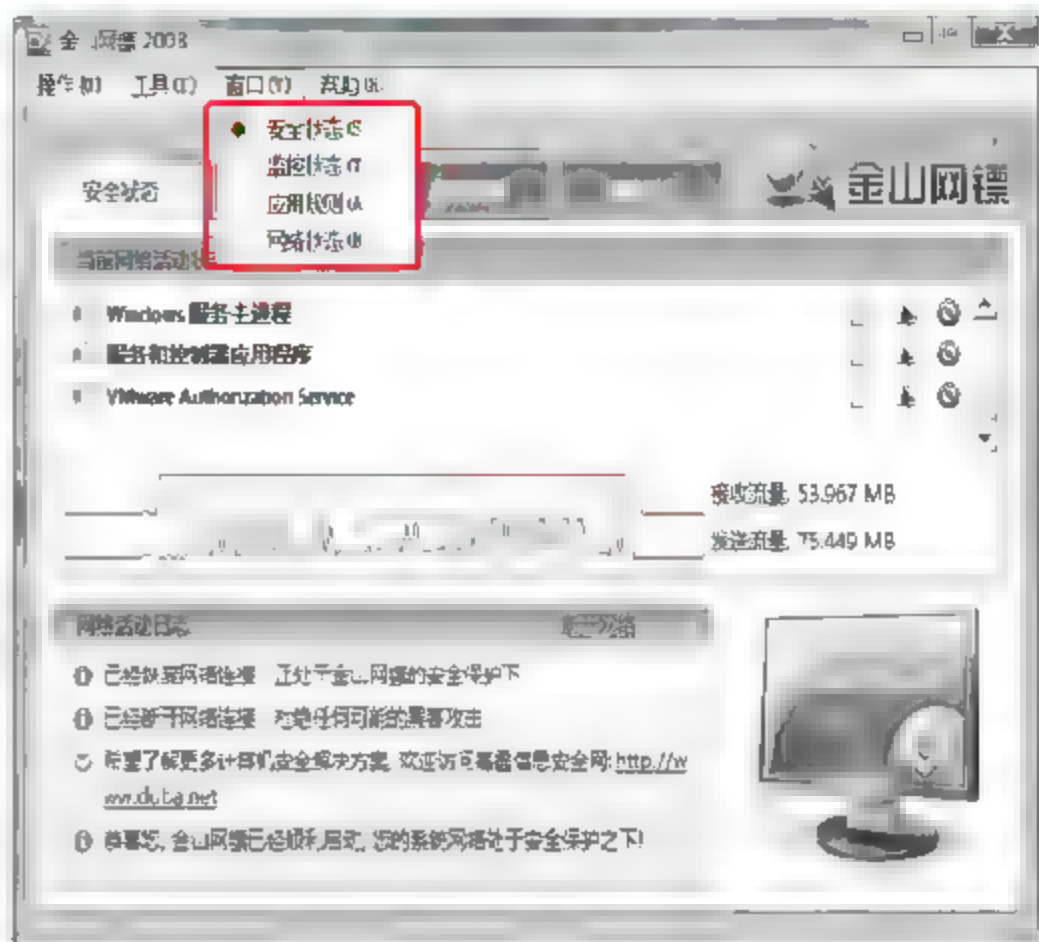 金山网镖 2008
操作(O) 工具(T) 窗口(Y) 帮助(H)
安全状态(S)
监控状态(T)
应用规则(A)
网络状态(N)
安全状态
金山网镖
当前网络活动状
Windows 服务主进程
服务和控制器应用程序
VMware Authorization Service
接收流量: 53.967 MB
发送流量: 75.449 MB
网络活动日志
已经恢复网络连接 正处于金山网镖的安全保护下
已经断开网络连接 拒绝任何可能的黑客攻击
希望了解更多计算机安全解决方案, 欢迎访问毒霸信息安全网: http://w
ww.duba.net
恭喜您, 金山网镖已经顺利启动, 您的系统网络处于安全保护之下!